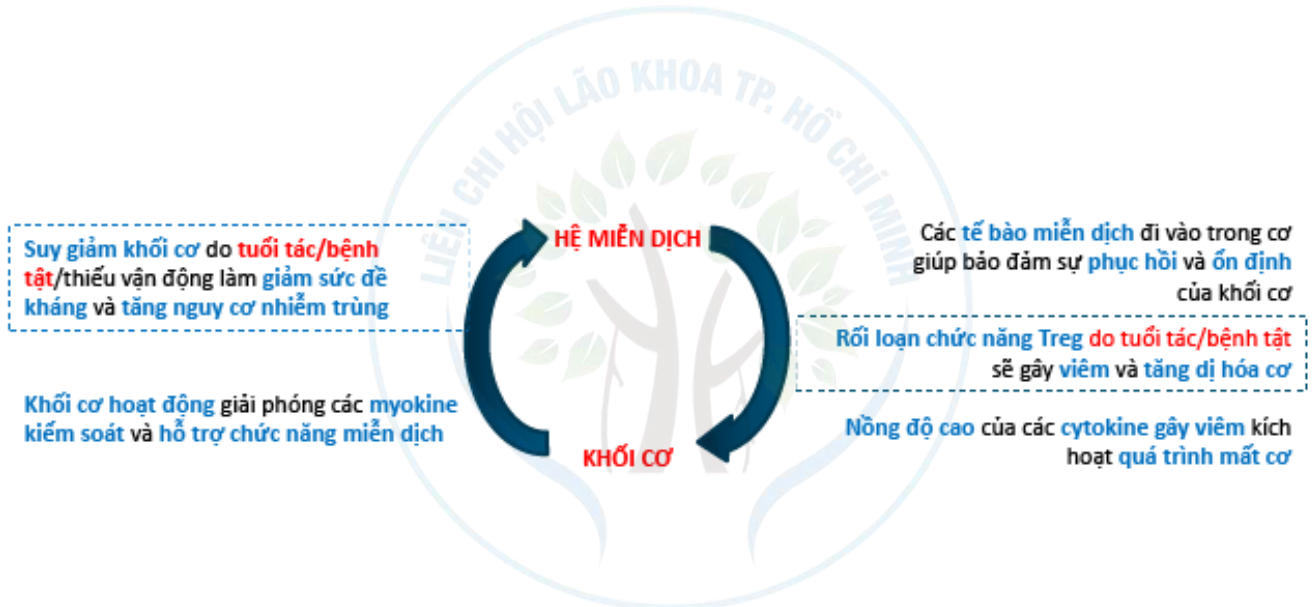 LIÊN CHI HỘI LÃO KHOA TP. HỒ CHÍ MINH
HỆ MIỄN DỊCH
Suy giảm khối cơ do tuổi tác/bệnh
tật/thiếu vận động làm giảm sức đề
kháng và tăng nguy cơ nhiễm trùng
Khối cơ hoạt động giải phóng các myokine
kiểm soát và hỗ trợ chức năng miễn dịch
Các tế bào miễn dịch đi vào trong cơ
giúp bảo đảm sự phục hồi và ổn định
của khối cơ
Rối loạn chức năng Treg do tuổi tác/bệnh tật
sẽ gây viêm và tăng dị hóa cơ
Nồng độ cao của các cytokine gây viêm kích
hoạt quá trình mất cơ
KHỐI CƠ